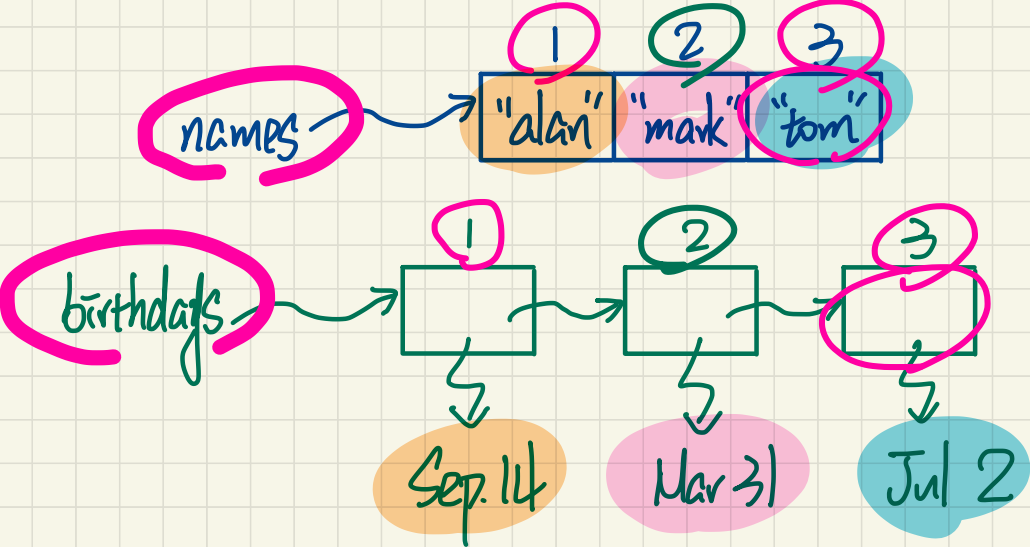 1 2 3
names "alan" "mark" "tom"
1 2 3
birthdays
Sep. 14 Mar 31 Jul 2